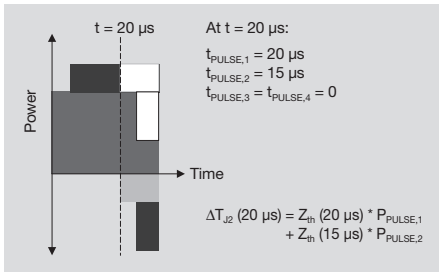 t = 20 µs
At t = 20 µs:
tPULSE,1 = 20 µs
tPULSE,2 = 15 µs
tPULSE,3 = tPULSE,4 = 0
Power
Time
ΔTJ2 (20 µs) = Zth (20 µs) * PPULSE,1
+ Zth (15 µs) * PPULSE,2